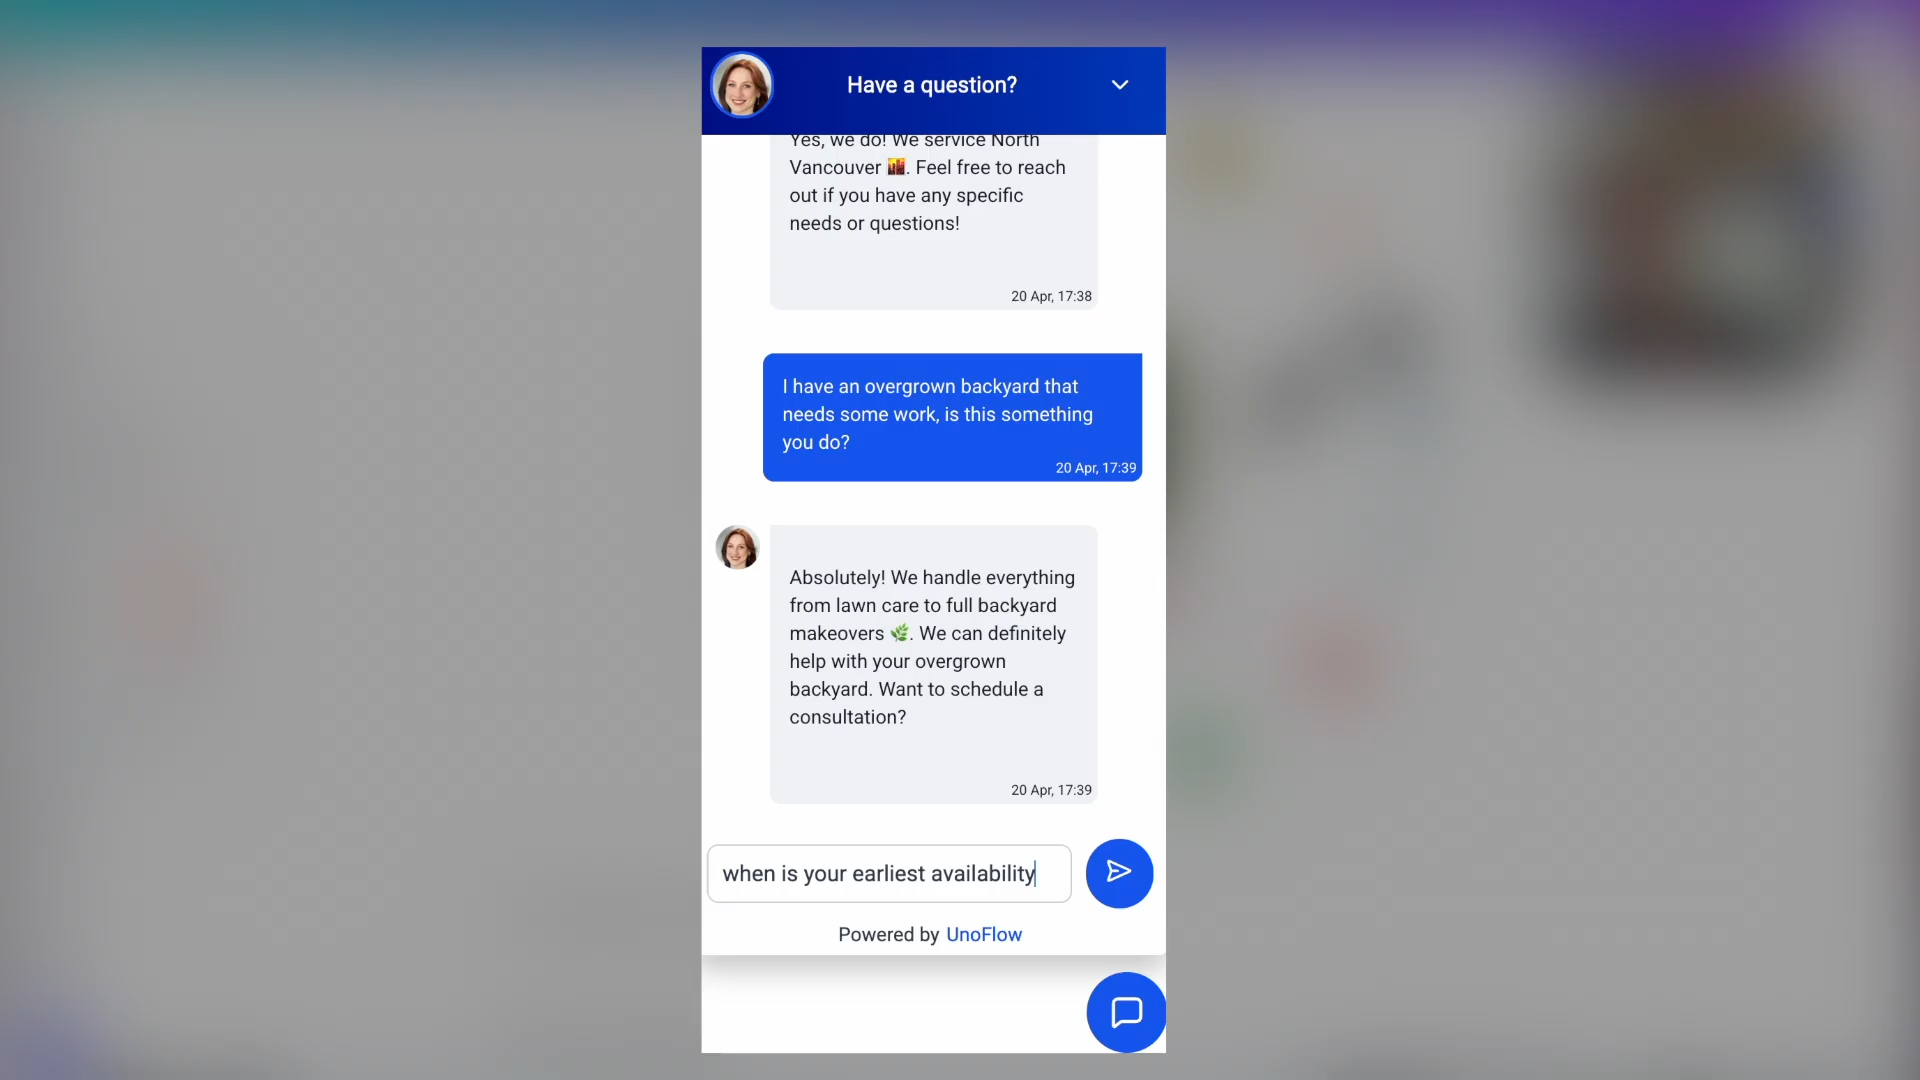 Have a question?
Yes, we do! We service North
Vancouver 🌇. Feel free to reach
out if you have any specific
needs or questions!
20 Apr, 17:38
I have an overgrown backyard that
needs some work, is this something
you do?
20 Apr, 17:39
Absolutely! We handle everything
from lawn care to full backyard
makeovers 🌿. We can definitely
help with your overgrown
backyard. Want to schedule a
consultation?
20 Apr, 17:39
when is your earliest availability
Powered by UnoFlow